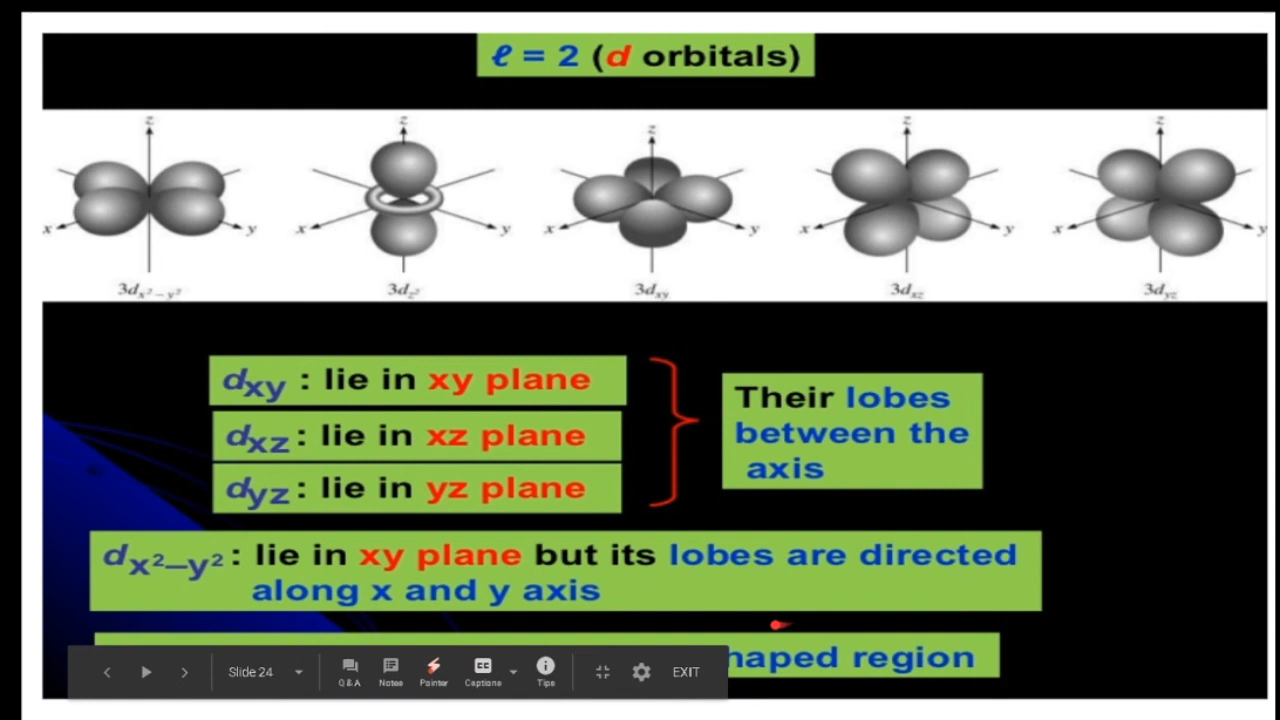 ℓ = 2 (d orbitals)
z z z z z
x y x y x y x y x y
3dx²−y² 3dz² 3dxy 3dxz 3dyz
dxy : lie in xy plane
dxz : lie in xz plane
dyz : lie in yz plane
Their lobes
between the
axis
dx²–y² : lie in xy plane but its lobes are directed
along x and y axis
region
Slide 24
Q&A Notes Pointer Captions Tips EXIT